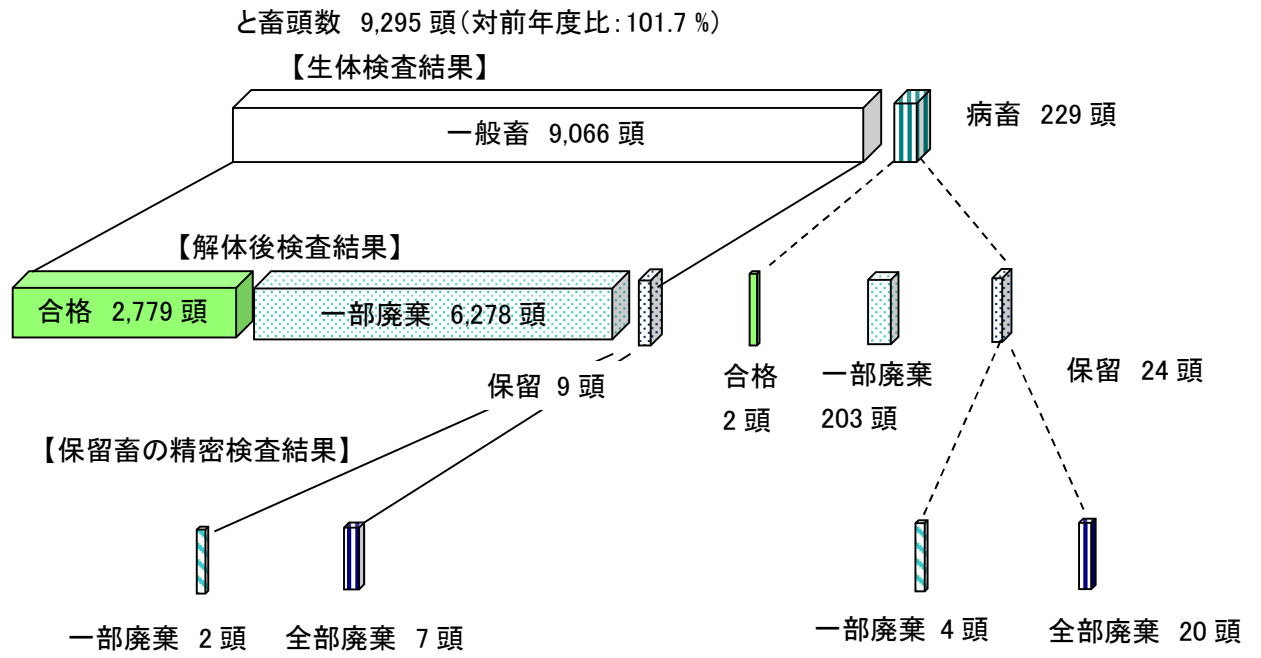 と畜頭数 9,295 頭(対前年度比:101.7 %)
【生体検査結果】
一般畜 9,066 頭
病畜 229 頭
【解体後検査結果】
合格 2,779 頭
一部廃棄 6,278 頭
保留 9 頭
合格
2 頭
一部廃棄
203 頭
保留 24 頭
【保留畜の精密検査結果】
一部廃棄 2 頭
全部廃棄 7 頭
一部廃棄 4 頭
全部廃棄 20 頭